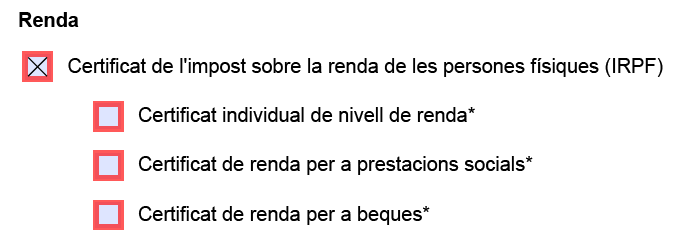 Renda
Certificat de l'impost sobre la renda de les persones físiques (IRPF)
Certificat individual de nivell de renda*
Certificat de renda per a prestacions socials*
Certificat de renda per a beques*